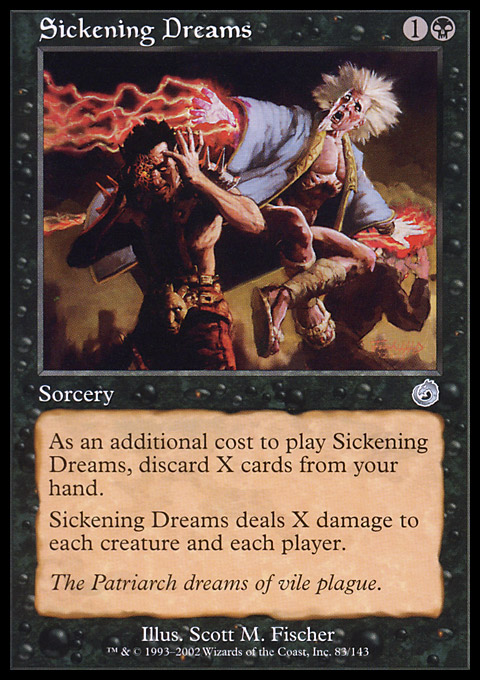 Sickening Dreams 1
Sorcery
As an additional cost to play Sickening
Dreams, discard X cards from your
hand.
Sickening Dreams deals X damage to
each creature and each player.
The Patriarch dreams of vile plague.
Illus. Scott M. Fischer
™ & © 1993–2002 Wizards of the Coast, Inc. 83/143